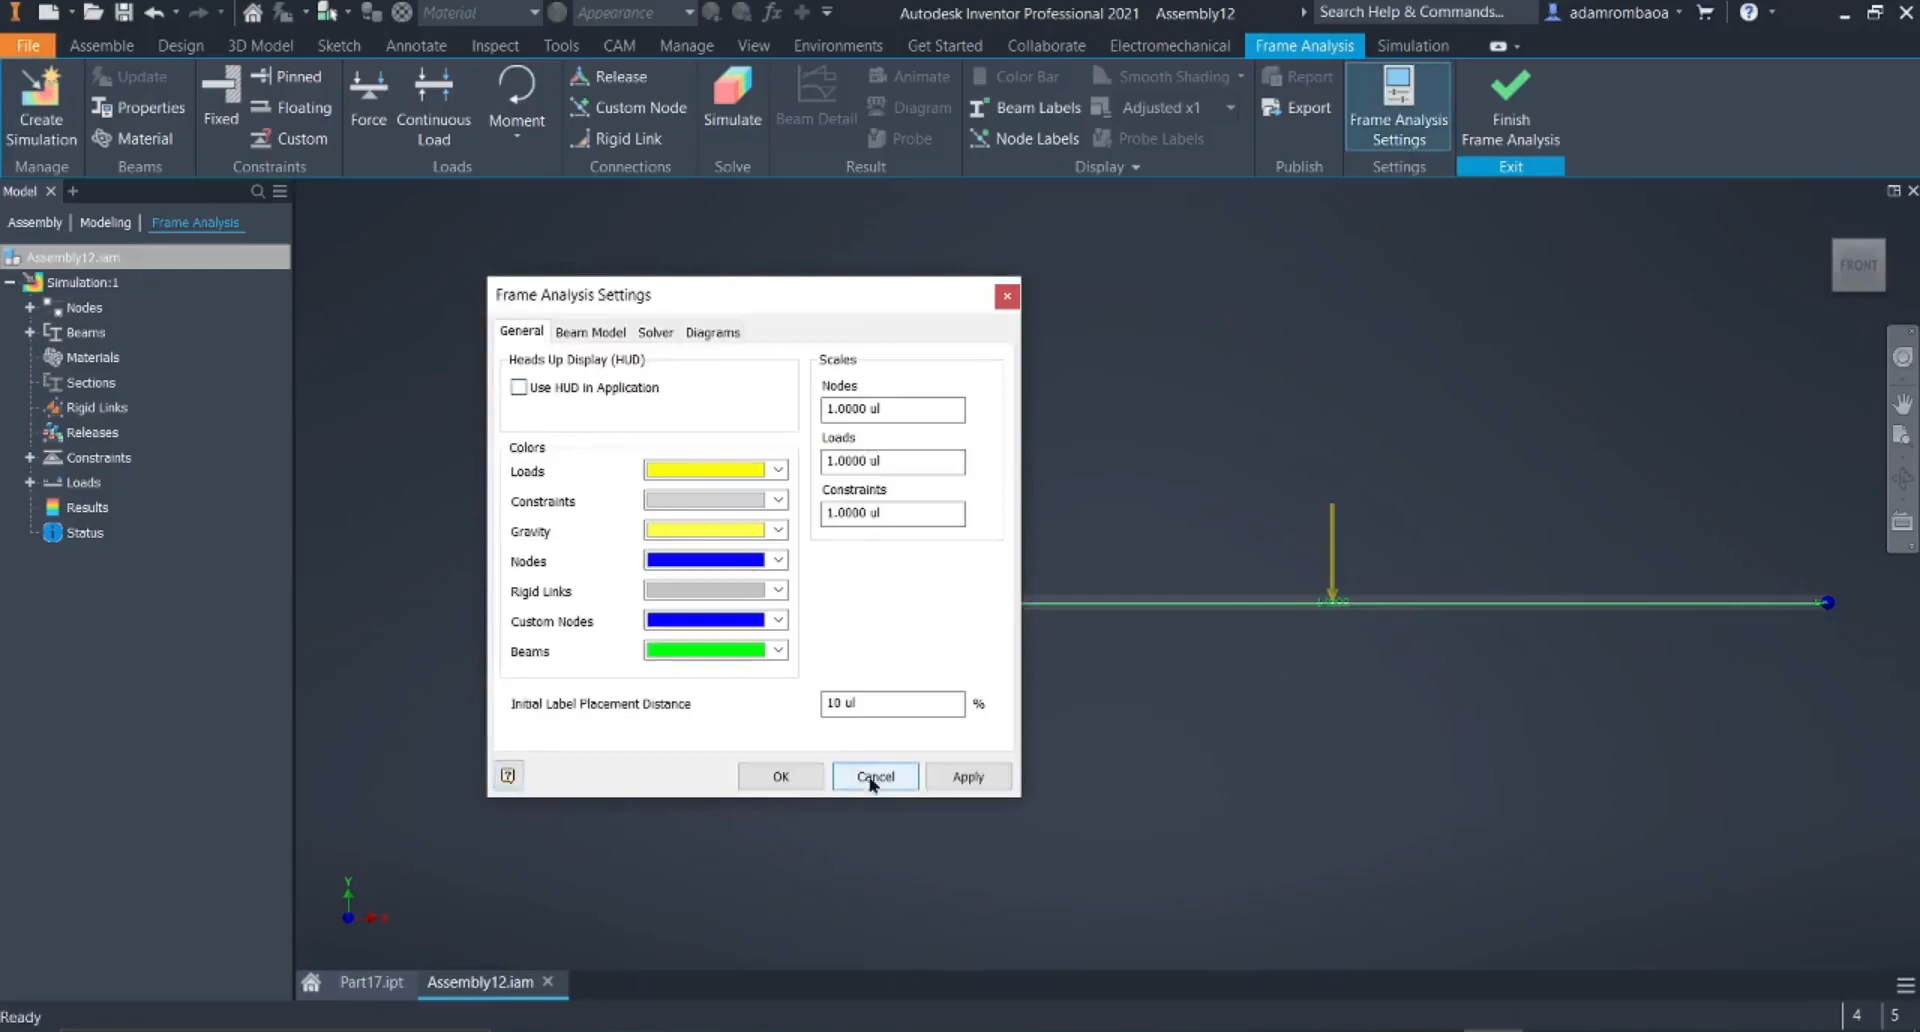 Material
Appearance
fx
Autodesk Inventor Professional 2021 Assembly12
Search Help & Commands...
adamrombaoa
File Assemble Design 3D Model Sketch Annotate Inspect Tools CAM Manage View Environments Get Started Collaborate Electromechanical Frame Analysis Simulation
Create Simulation
Update
Properties
Material
Fixed
Pinned
Floating
Custom
Force
Continuous Load
Moment
Release
Custom Node
Rigid Link
Simulate
Beam Detail
Animate
Diagram
Probe
Color Bar
Beam Labels
Node Labels
Smooth Shading
Adjusted x1
Probe Labels
Report
Export
Frame Analysis Settings
Finish Frame Analysis
Manage Beams Constraints Loads Connections Solve Result Display Publish Settings Exit
Model
Assembly | Modeling | Frame Analysis
Assembly12.iam
Simulation:1
Nodes
Beams
Materials
Sections
Rigid Links
Releases
Constraints
Loads
Results
Status
FRONT
Frame Analysis Settings
General Beam Model Solver Diagrams
Heads Up Display (HUD)
Use HUD in Application
Colors
Loads
Constraints
Gravity
Nodes
Rigid Links
Custom Nodes
Beams
Scales
Nodes
1.0000 ul
Loads
1.0000 ul
Constraints
1.0000 ul
Initial Label Placement Distance
10 ul
%
OK Cancel Apply
Y
X
Part17.ipt
Assembly12.iam
Ready
4 5